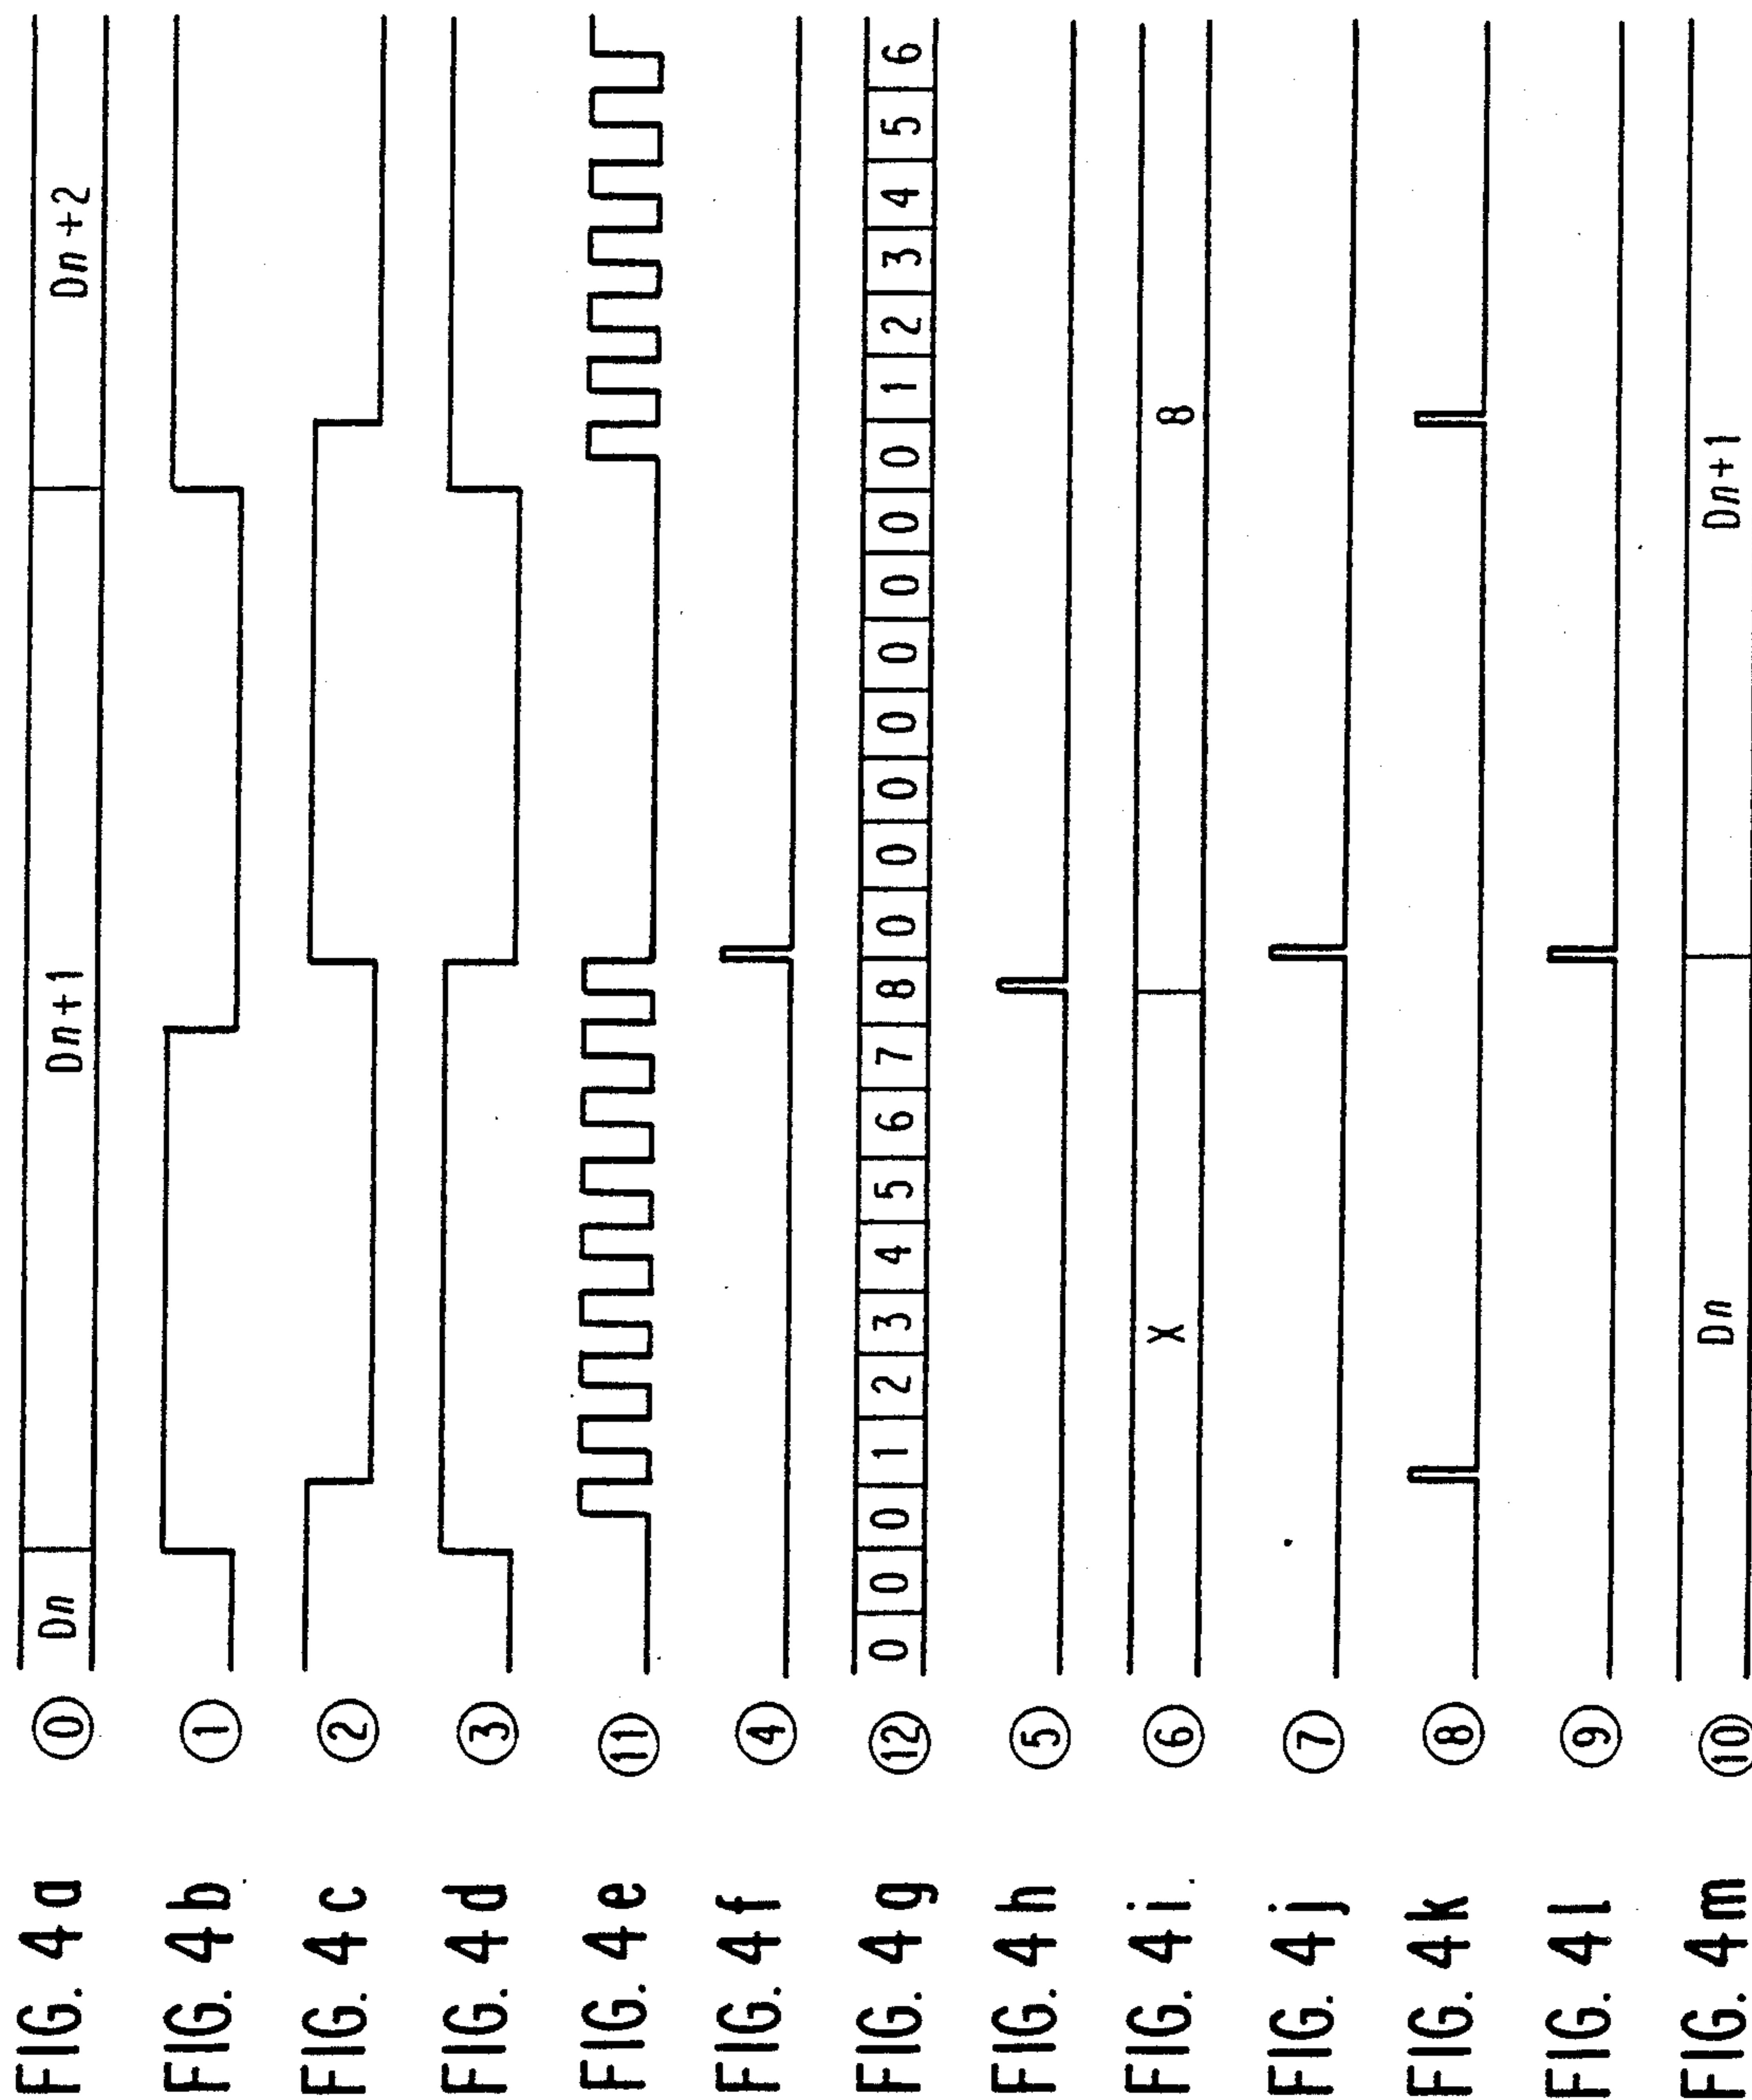 FIG. 4a ⓪ Dn Dn+1 Dn+2
FIG. 4b ①
FIG. 4c ②
FIG. 4d ③
FIG. 4e ⑪
FIG. 4f ④
FIG. 4g ⑫ 0 0 0 1 2 3 4 5 6 7 8 0 0 0 0 0 0 0 0 1 2 3 4 5 6
FIG. 4h ⑤
FIG. 4i ⑥ X 8
FIG. 4j ⑦
FIG. 4k ⑧
FIG. 4l ⑨
FIG. 4m ⑩ Dn Dn+1